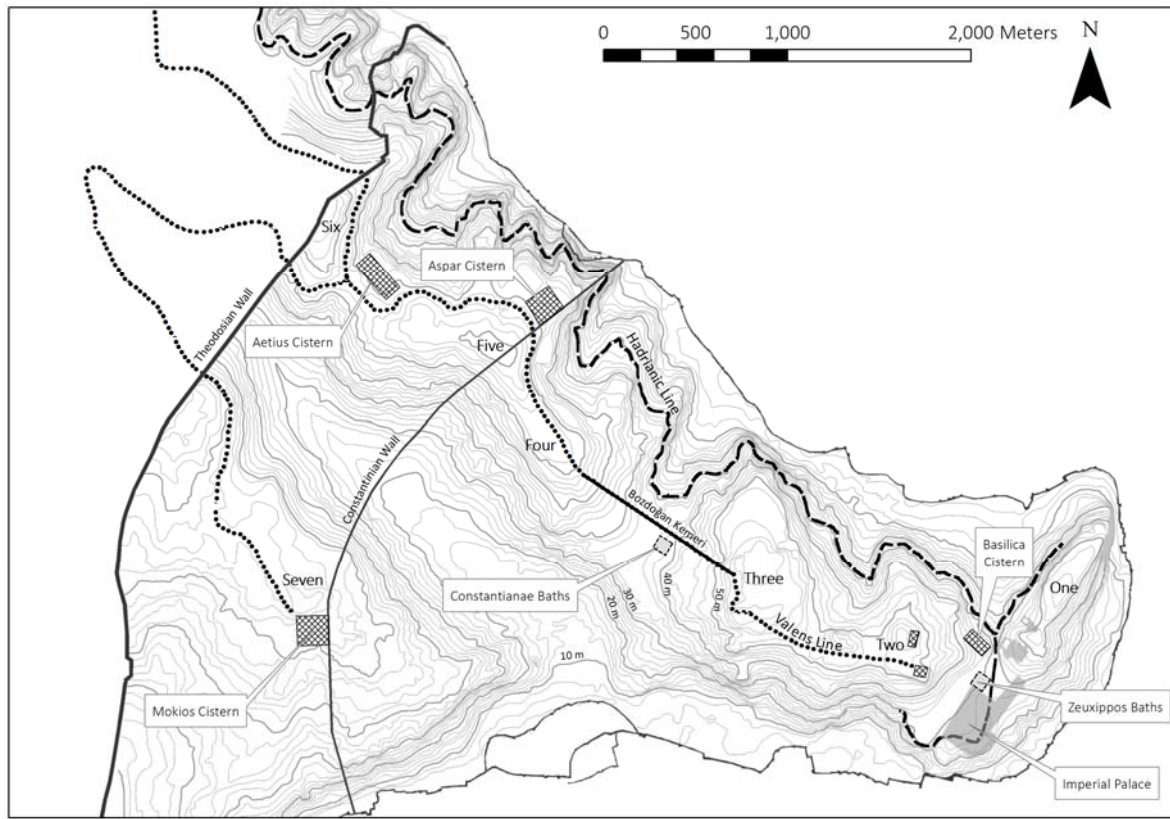 0 500 1,000 2,000 Meters
N
Six
Aspar Cistern
Theodosian Wall
Aetius Cistern
Five
Hadrianic Line
Constantinian Wall
Four
Bozdoğan Kemeri
Basilica
Cistern
Seven
Three
One
Constantianae Baths
40 m
50 m
30 m
20 m
Valens Line
Two
10 m
Mokios Cistern
Zeuxippos Baths
Imperial Palace